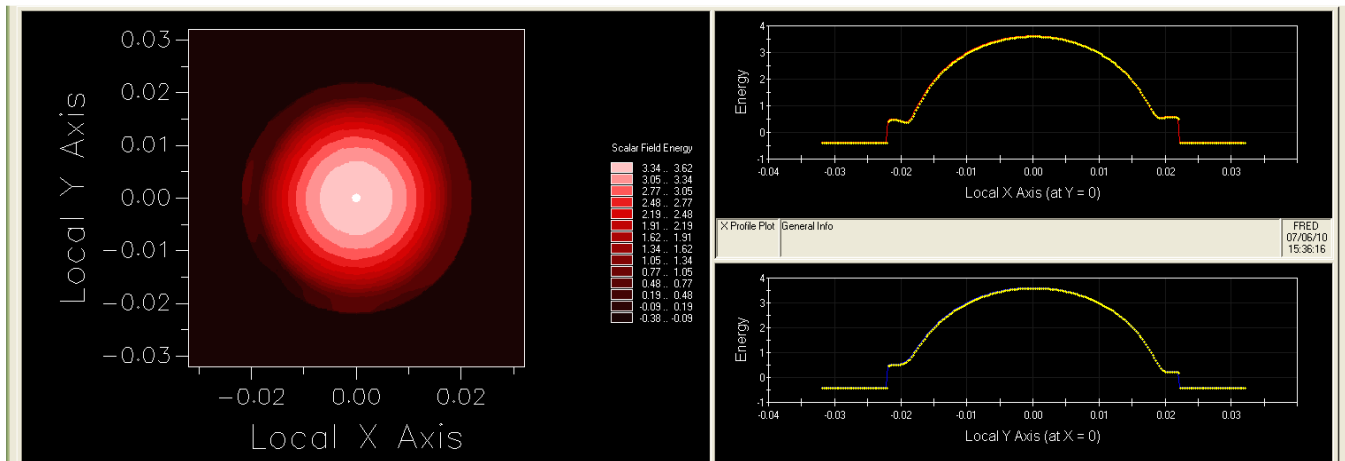 0.03
0.02
0.01
0.00
−0.01
−0.02
−0.03
Local Y Axis
−0.02 0.00 0.02
Local X Axis
Scalar Field Energy
3.34 .. 3.62
3.05 .. 3.34
2.77 .. 3.05
2.48 .. 2.77
2.19 .. 2.48
1.91 .. 2.19
1.62 .. 1.91
1.34 .. 1.62
1.05 .. 1.34
0.77 .. 1.05
0.48 .. 0.77
0.19 .. 0.48
-0.09 .. 0.19
-0.38 .. -0.09
4
3
2
1
0
-1
Energy
-0.04 -0.03 -0.02 -0.01 0.00 0.01 0.02 0.03
Local X Axis (at Y = 0)
X Profile Plot General Info FRED
07/06/10
15:36:16
4
3
2
1
0
-1
Energy
-0.04 -0.03 -0.02 -0.01 0.00 0.01 0.02 0.03
Local Y Axis (at X = 0)